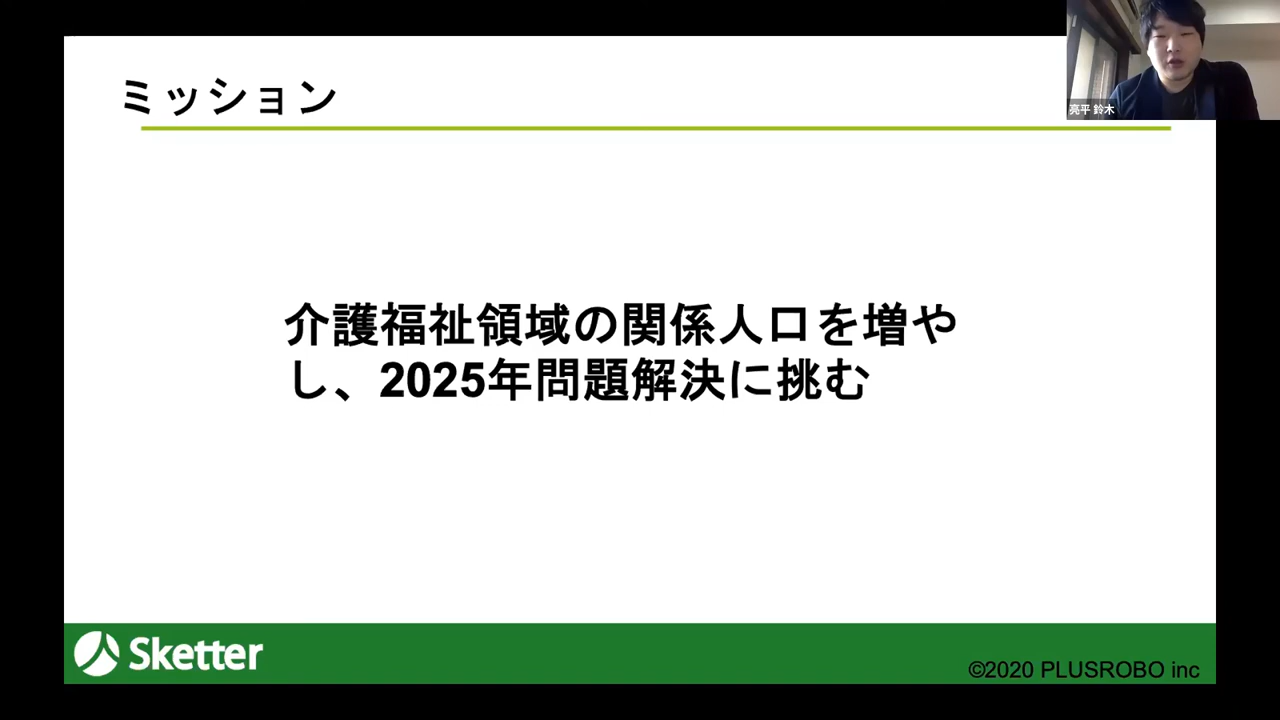 ミッション
亮平 鈴木
介護福祉領域の関係人口を増や
し、2025年問題解決に挑む
Sketter
©2020 PLUSROBO inc